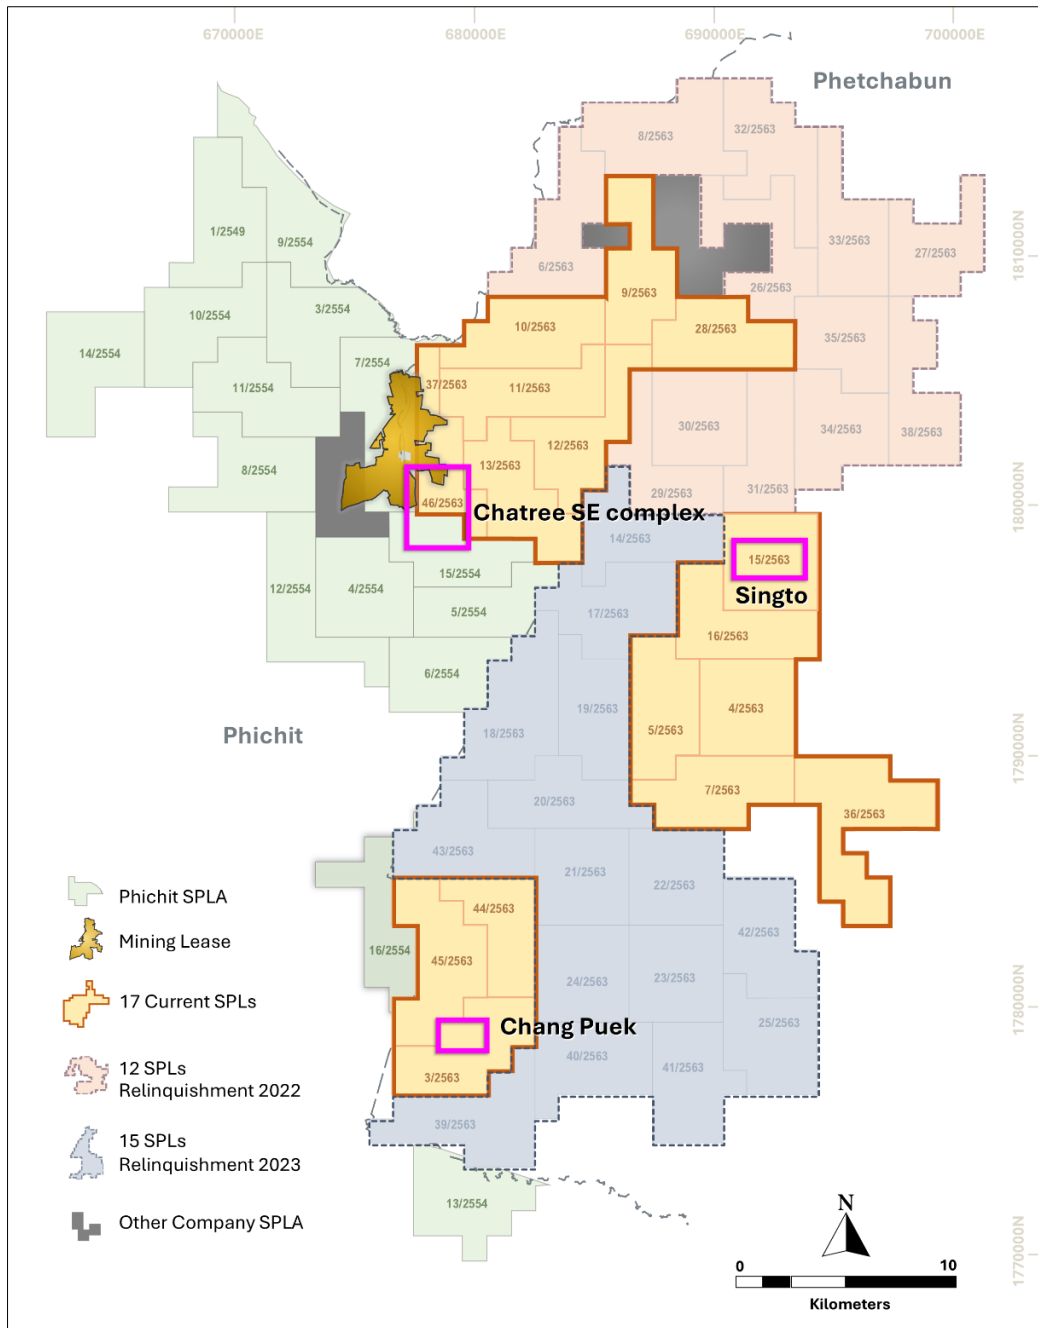 670000E
680000E
690000E
700000E
Phetchabun
32/2563
8/2563
1/2549
9/2554
33/2563
27/2563
1810000N
6/2563
26/2563
9/2563
3/2554
10/2554
10/2563
28/2563
35/2563
14/2554
7/2554
37/2563
11/2554
11/2563
30/2563
34/2563
38/2563
12/2563
13/2563
8/2554
31/2563
29/2563
46/2563
1800000N
Chatree SE complex
14/2563
15/2563
15/2554
12/2554
4/2554
Singto
5/2554
17/2563
16/2563
6/2554
19/2563
4/2563
Phichit
18/2563
5/2563
1790000N
7/2563
20/2563
36/2563
43/2563
21/2563
22/2563
44/2563
42/2563
16/2554
45/2563
24/2563
23/2563
1780000N
Chang Puek
25/2563
40/2563
41/2563
3/2563
39/2563
13/2554
Phichit SPLA
Mining Lease
17 Current SPLs
12 SPLs
Relinquishment 2022
15 SPLs
Relinquishment 2023
Other Company SPLA
N
0
10
Kilometers
1770000N